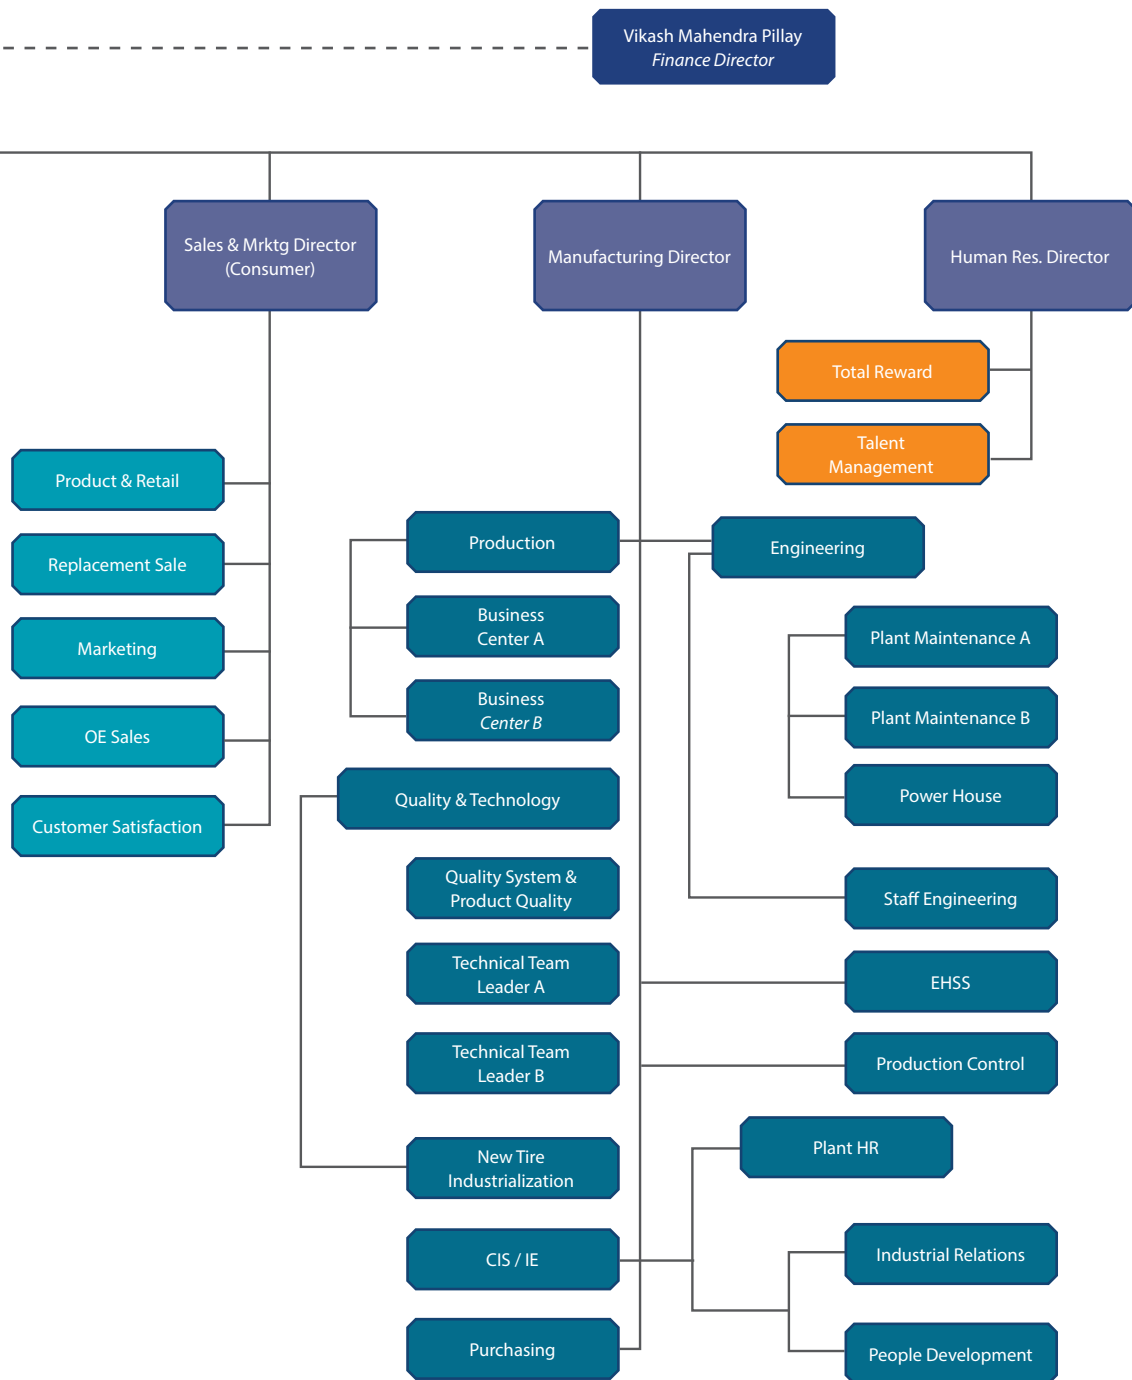 Vikash Mahendra Pillay
Finance Director
Sales & Mrktg Director
(Consumer)
Manufacturing Director
Human Res. Director
Total Reward
Talent
Management
Product & Retail
Replacement Sale
Marketing
OE Sales
Customer Satisfaction
Production
Business
Center A
Business
Center B
Quality & Technology
Quality System &
Product Quality
Technical Team
Leader A
Technical Team
Leader B
New Tire
Industrialization
CIS / IE
Purchasing
Engineering
Plant Maintenance A
Plant Maintenance B
Power House
Staff Engineering
EHSS
Production Control
Plant HR
Industrial Relations
People Development